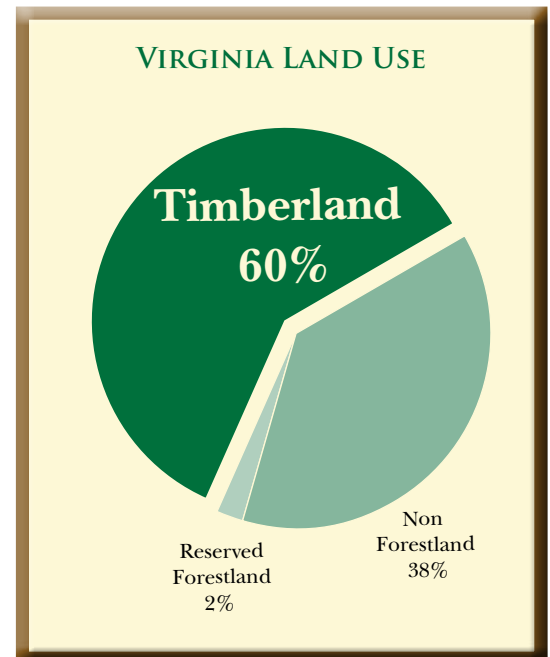 Virginia Land Use
Timberland
60%
Non
Forestland
38%
Reserved
Forestland
2%